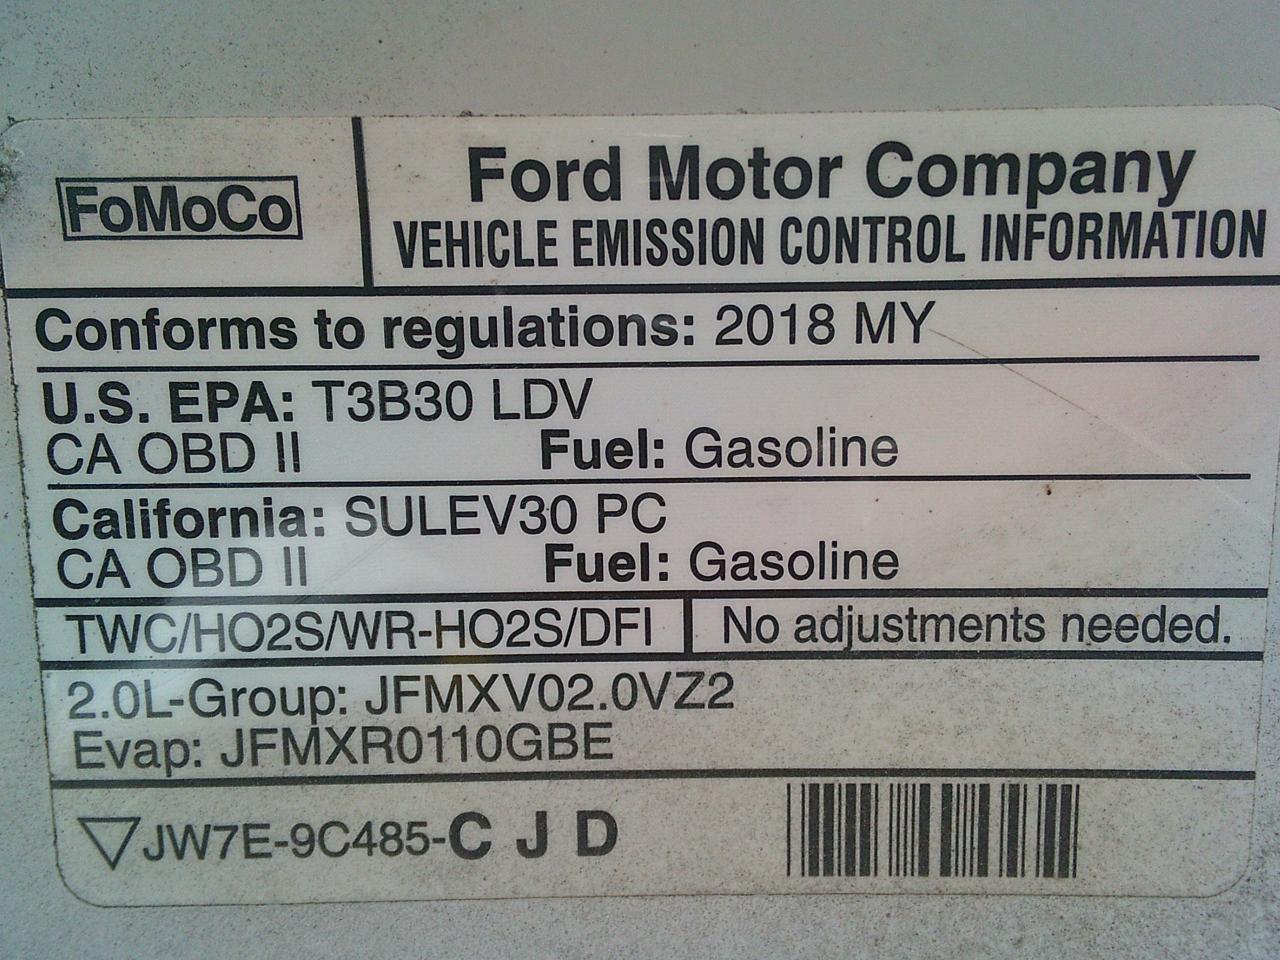 FoMoCo
Ford Motor Company
VEHICLE EMISSION CONTROL INFORMATION
Conforms to regulations: 2018 MY
U.S. EPA: T3B30 LDV
CA OBD II Fuel: Gasoline
California: SULEV30 PC
CA OBD II Fuel: Gasoline
TWC/HO2S/WR-HO2S/DFI No adjustments needed.
2.0L-Group: JFMXV02.0VZ2
Evap: JFMXR0110GBE
▽JW7E-9C485-C J D